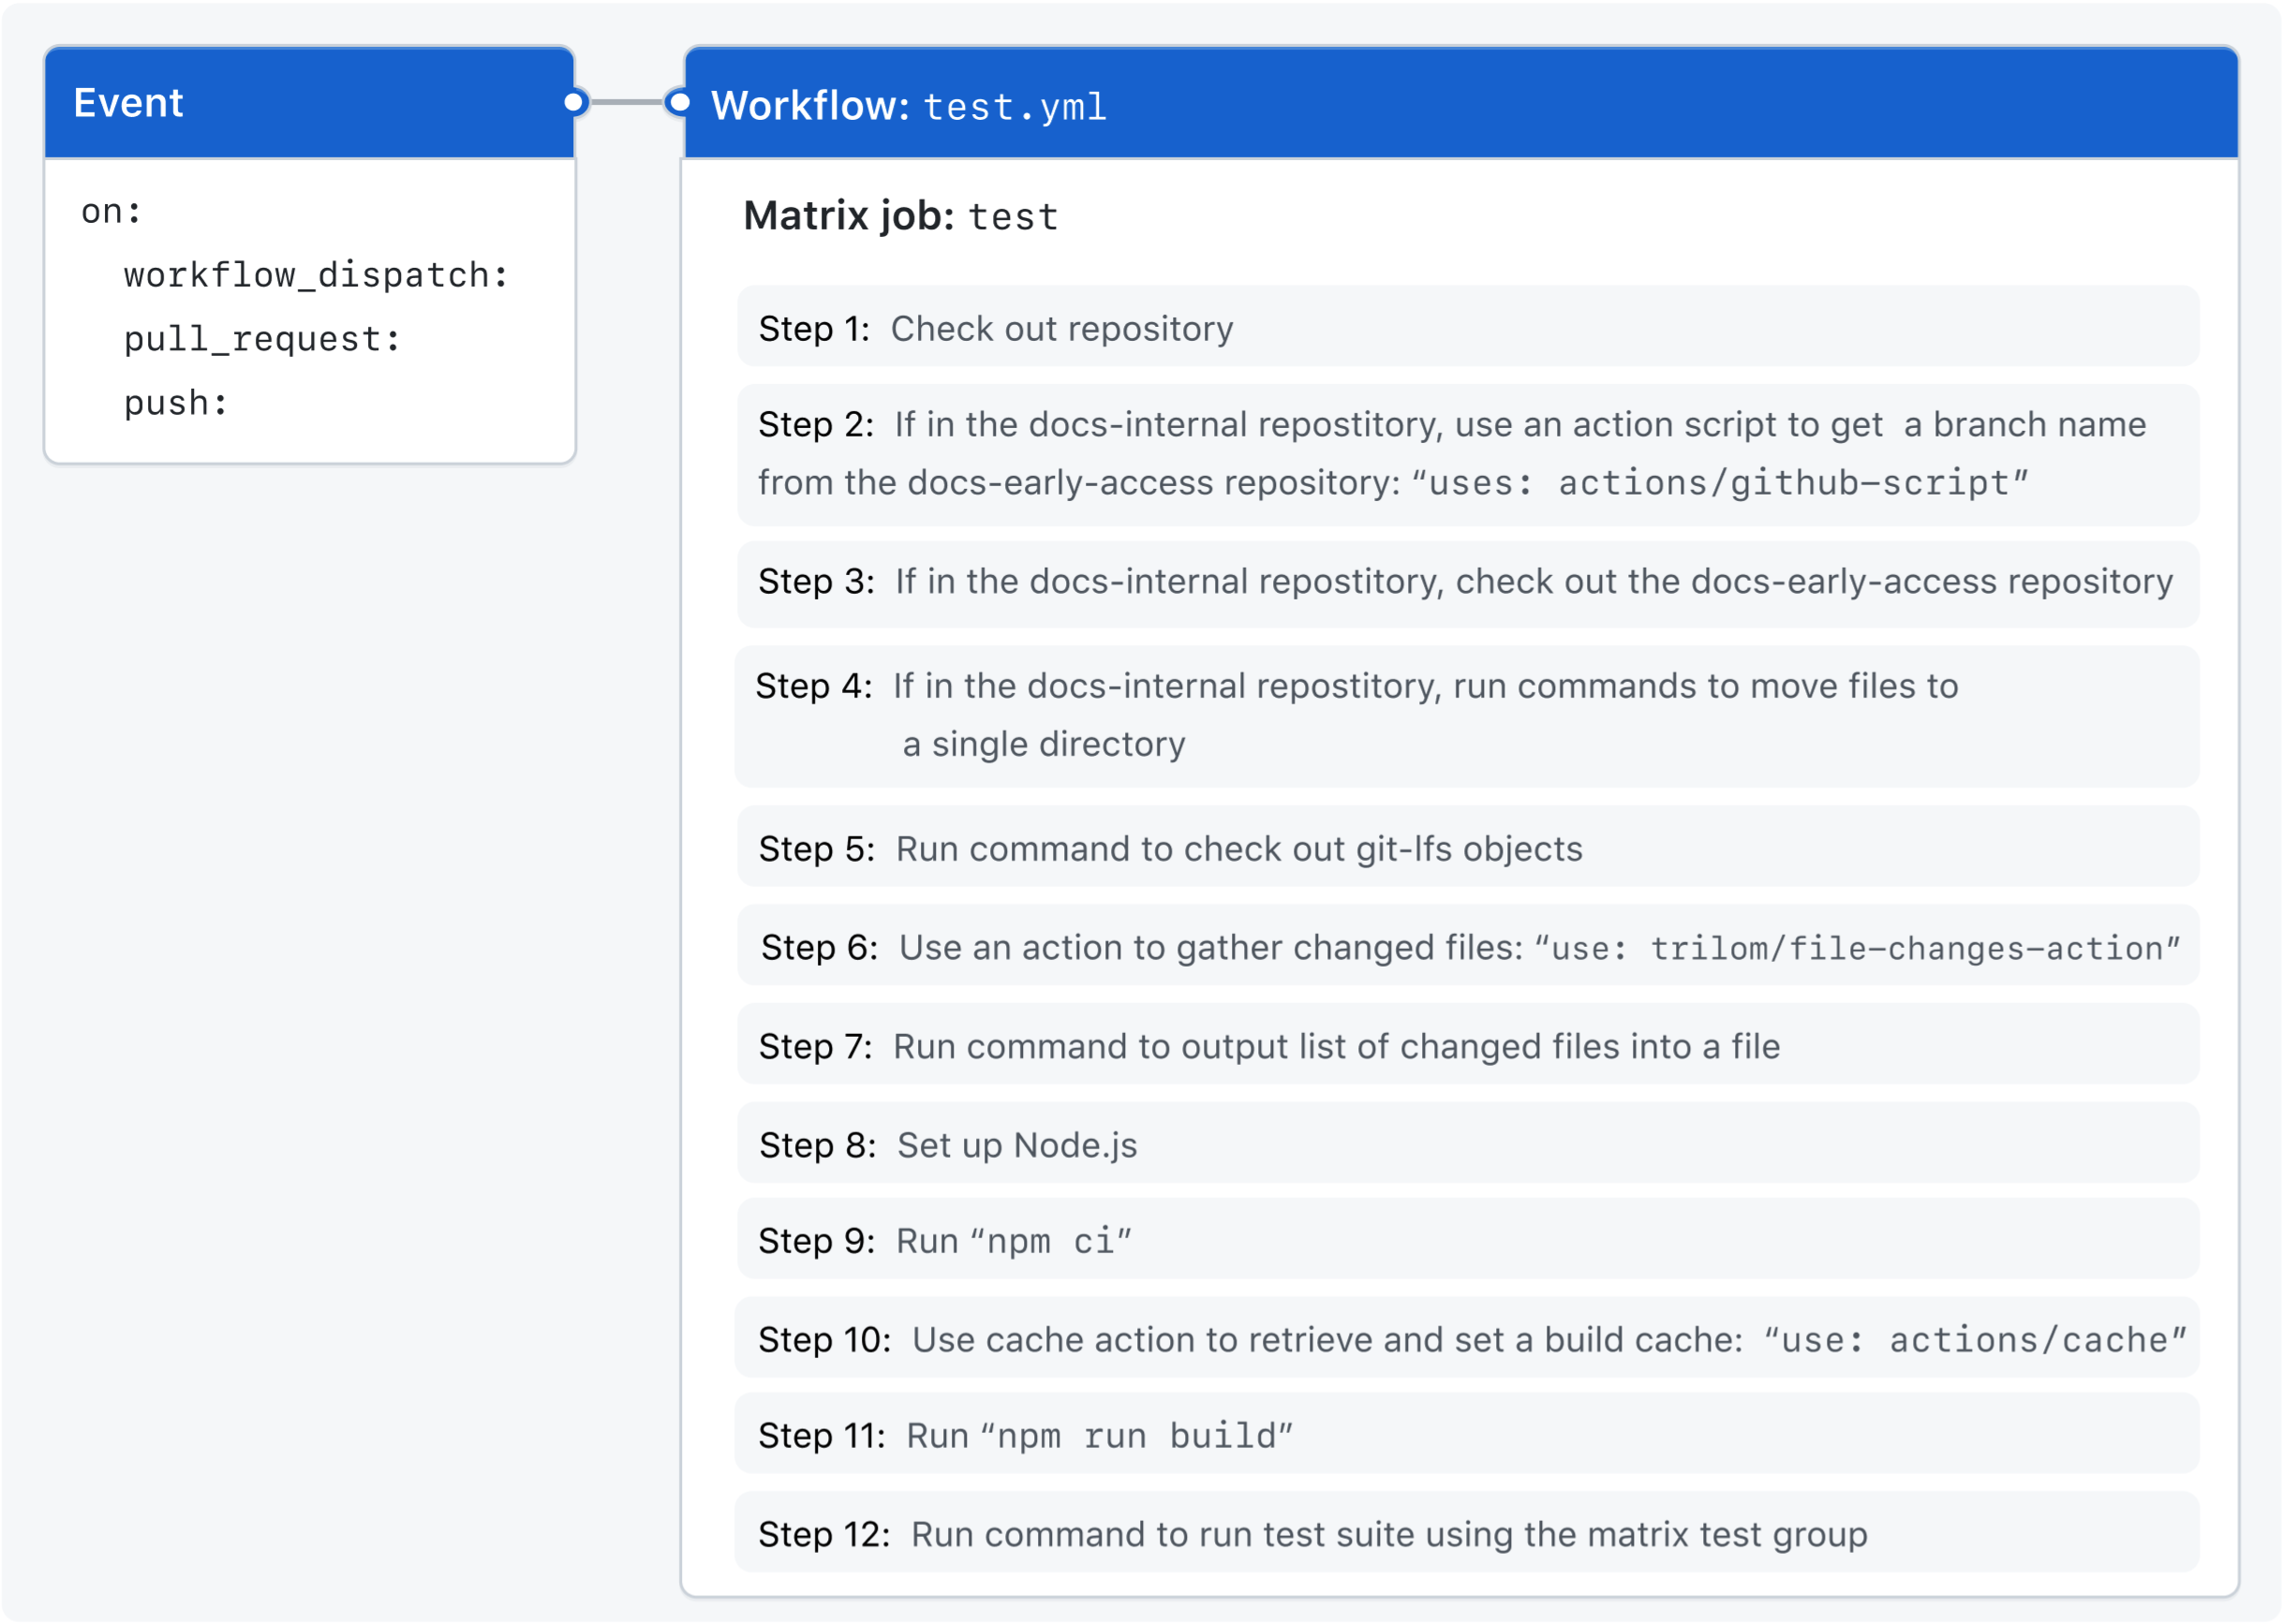 Event
on:
workflow_dispatch:
pull_request:
push:
Workflow: test.yml
Matrix job: test
Step 1: Check out repository
Step 2: If in the docs-internal repostitory, use an action script to get a branch name
from the docs-early-access repository: “uses: actions/github-script”
Step 3: If in the docs-internal repostitory, check out the docs-early-access repository
Step 4: If in the docs-internal repostitory, run commands to move files to
a single directory
Step 5: Run command to check out git-lfs objects
Step 6: Use an action to gather changed files: “use: trilom/file-changes-action”
Step 7: Run command to output list of changed files into a file
Step 8: Set up Node.js
Step 9: Run “npm ci”
Step 10: Use cache action to retrieve and set a build cache: “use: actions/cache”
Step 11: Run “npm run build”
Step 12: Run command to run test suite using the matrix test group